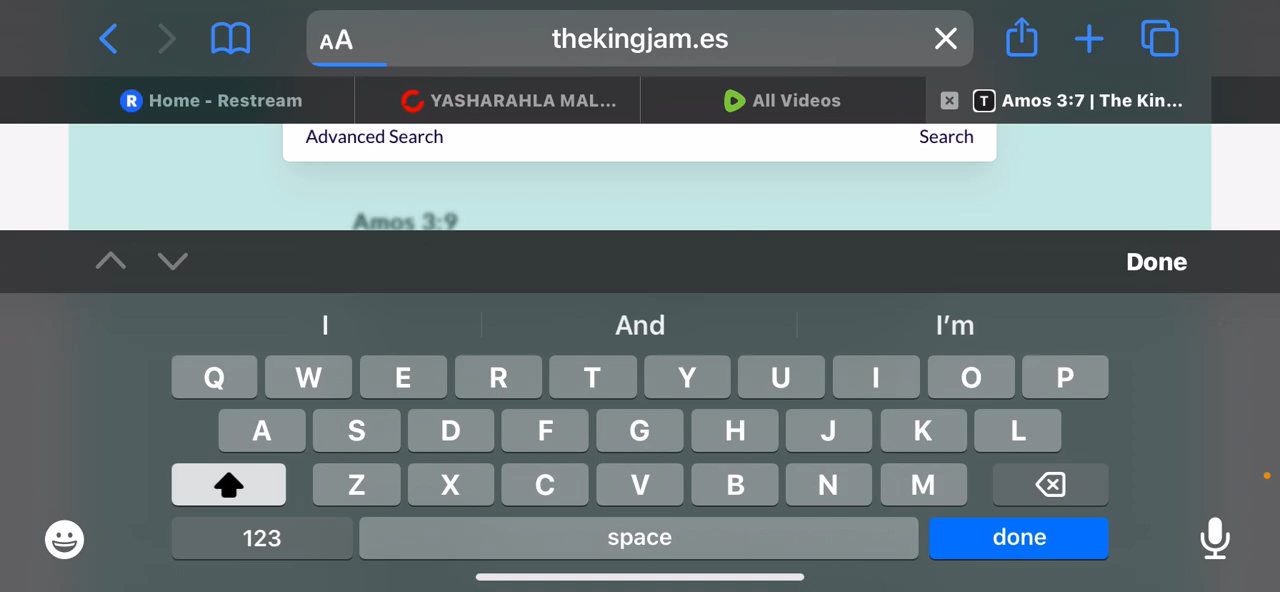 AA thekingjam.es
R Home - Restream YASHARAHLA MAL... All Videos T Amos 3:7 | The Kin...
Advanced Search Search
Amos 3:9
Done
I And I'm
Q W E R T Y U I O P
A S D F G H J K L
Z X C V B N M
123 space done